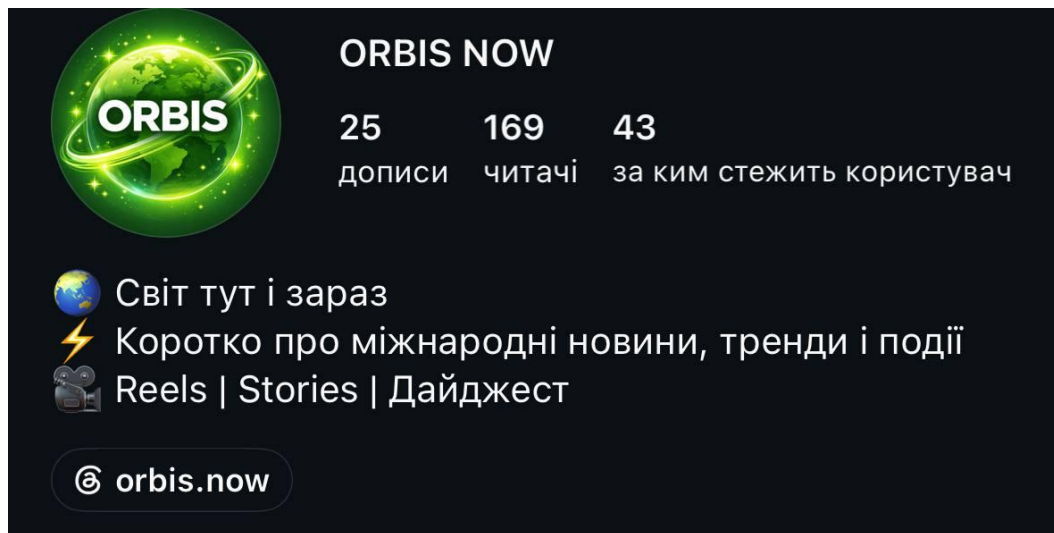 ORBIS
ORBIS NOW
25 169 43
дописи читачі за ким стежить користувач
🌏 Світ тут і зараз
⚡ Коротко про міжнародні новини, тренди і події
🎥 Reels | Stories | Дайджест
orbis.now